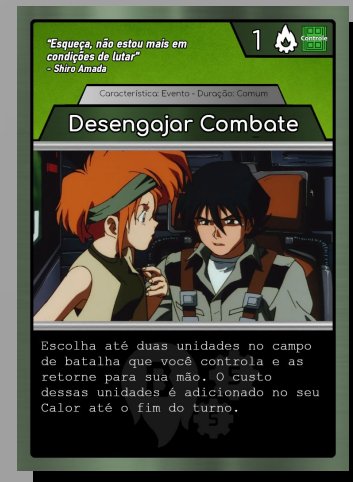 "Esqueça, não estou mais em
condições de lutar"
- Shiro Amada
1
Controle
Característica: Evento - Duração: Comum
Desengajar Combate
Escolha até duas unidades no campo
de batalha que você controla e as
retorne para sua mão. O custo
dessas unidades é adicionado no seu
Calor até o fim do turno.